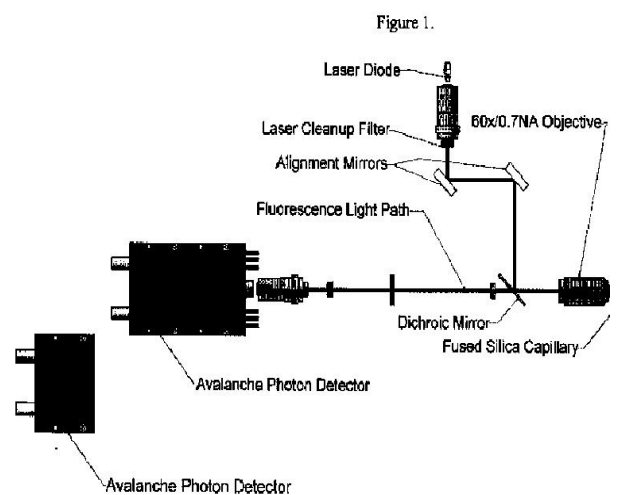 Figure 1.
Laser Diode
Laser Cleanup Filter
60x/0.7NA Objective
Alignment Mirrors
Fluorescence Light Path
Dichroic Mirror
Fused Silica Capillary
Avalanche Photon Detector
Avalanche Photon Detector